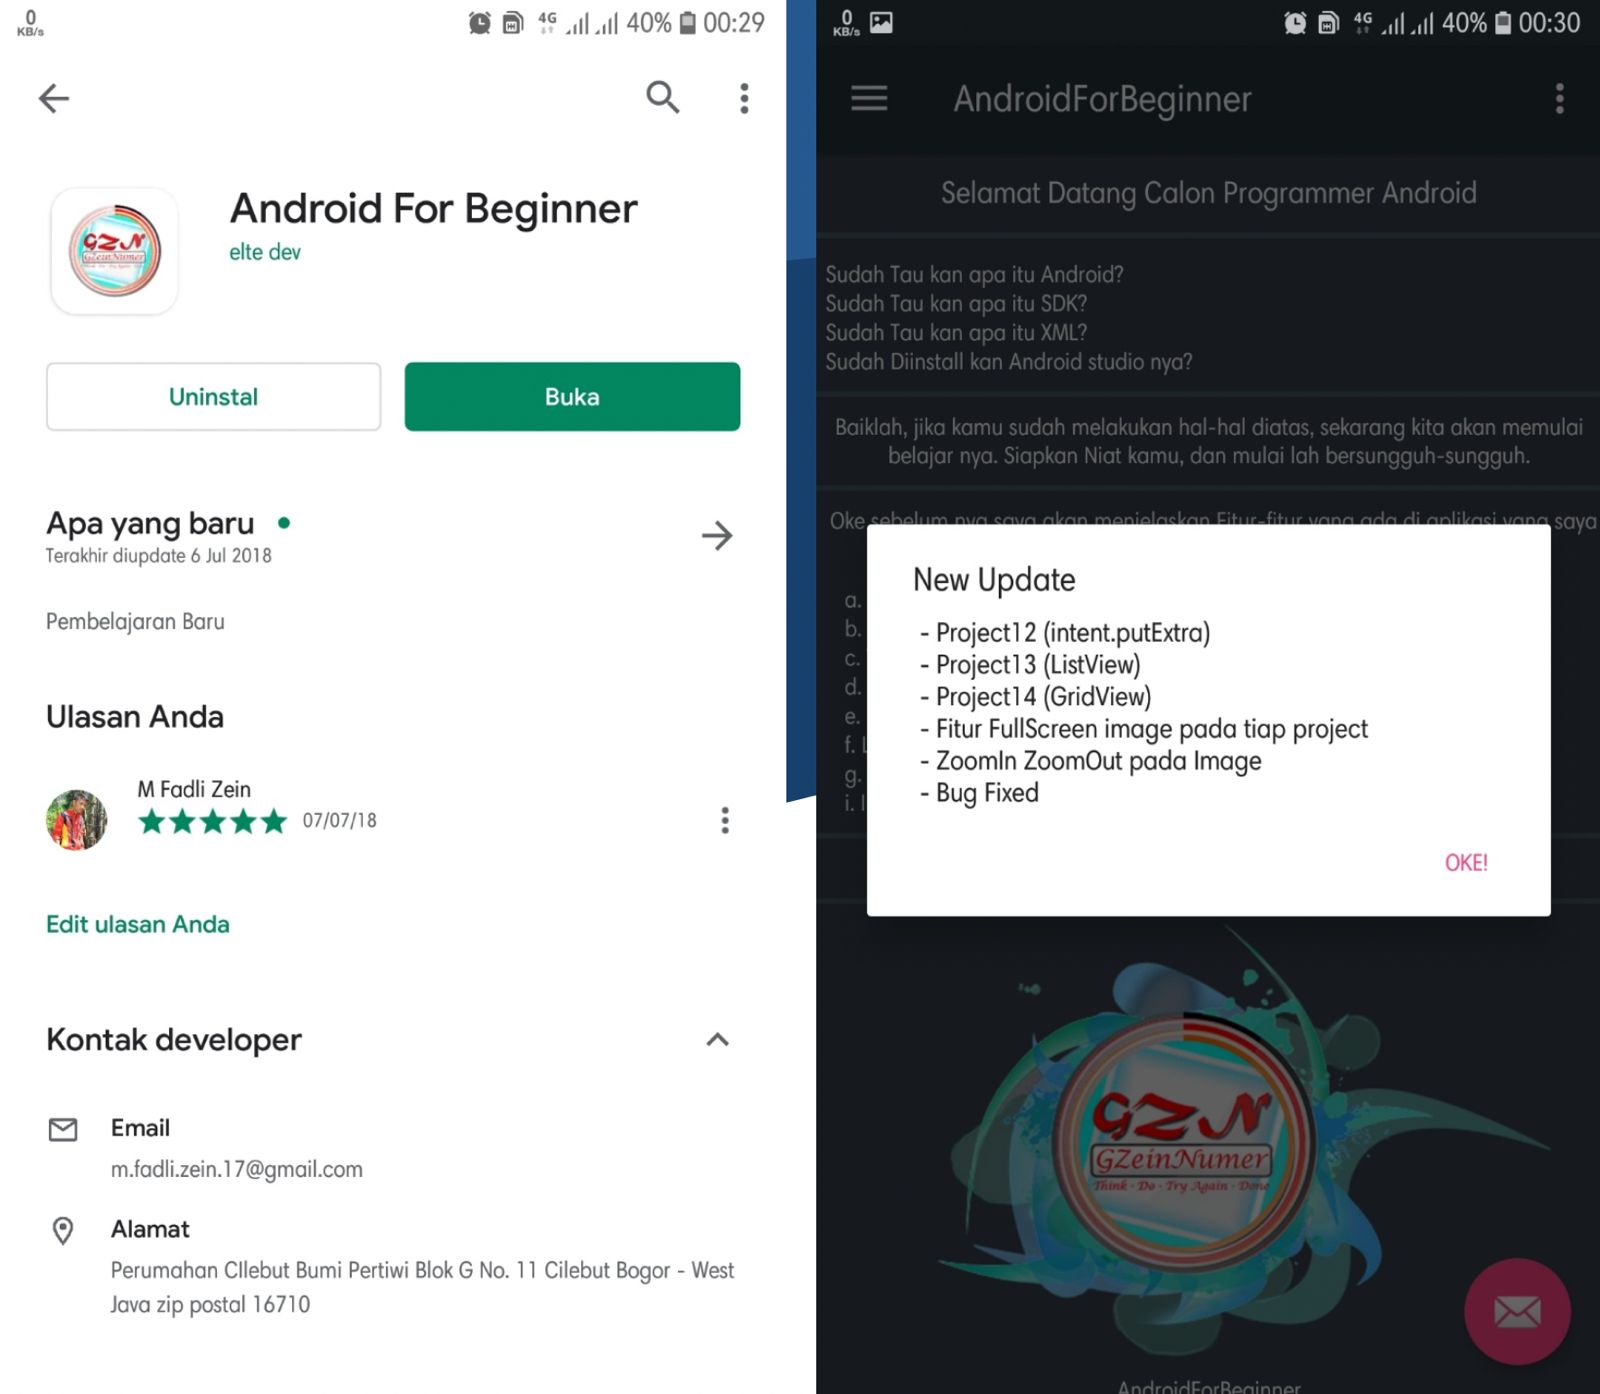 0
KB/s
4G
40%
00:29
Android For Beginner
elte dev
GZN
GZeinNumer
Uninstal
Buka
Apa yang baru
Terakhir diupdate 6 Jul 2018
Pembelajaran Baru
Ulasan Anda
M Fadli Zein
07/07/18
Edit ulasan Anda
Kontak developer
Email
m.fadli.zein.17@gmail.com
Alamat
Perumahan CIlebut Bumi Pertiwi Blok G No. 11 Cilebut Bogor - West
Java zip postal 16710
0
KB/s
4G
40%
00:30
AndroidForBeginner
Selamat Datang Calon Programmer Android
Sudah Tau kan apa itu Android?
Sudah Tau kan apa itu SDK?
Sudah Tau kan apa itu XML?
Sudah Diinstall kan Android studio nya?
Baiklah, jika kamu sudah melakukan hal-hal diatas, sekarang kita akan memulai
belajar nya. Siapkan Niat kamu, dan mulai lah bersungguh-sungguh.
Oke sebelum nya saya akan menjelaskan Fitur-fitur yang ada di aplikasi yang saya
a.
b.
c.
d.
e.
f.
g.
i.
New Update
- Project12 (intent.putExtra)
- Project13 (ListView)
- Project14 (GridView)
- Fitur FullScreen image pada tiap project
- ZoomIn ZoomOut pada Image
- Bug Fixed
OKE!
GZN
GZeinNumer
Think - Do - Try Again - Done
AndroidForBeginner